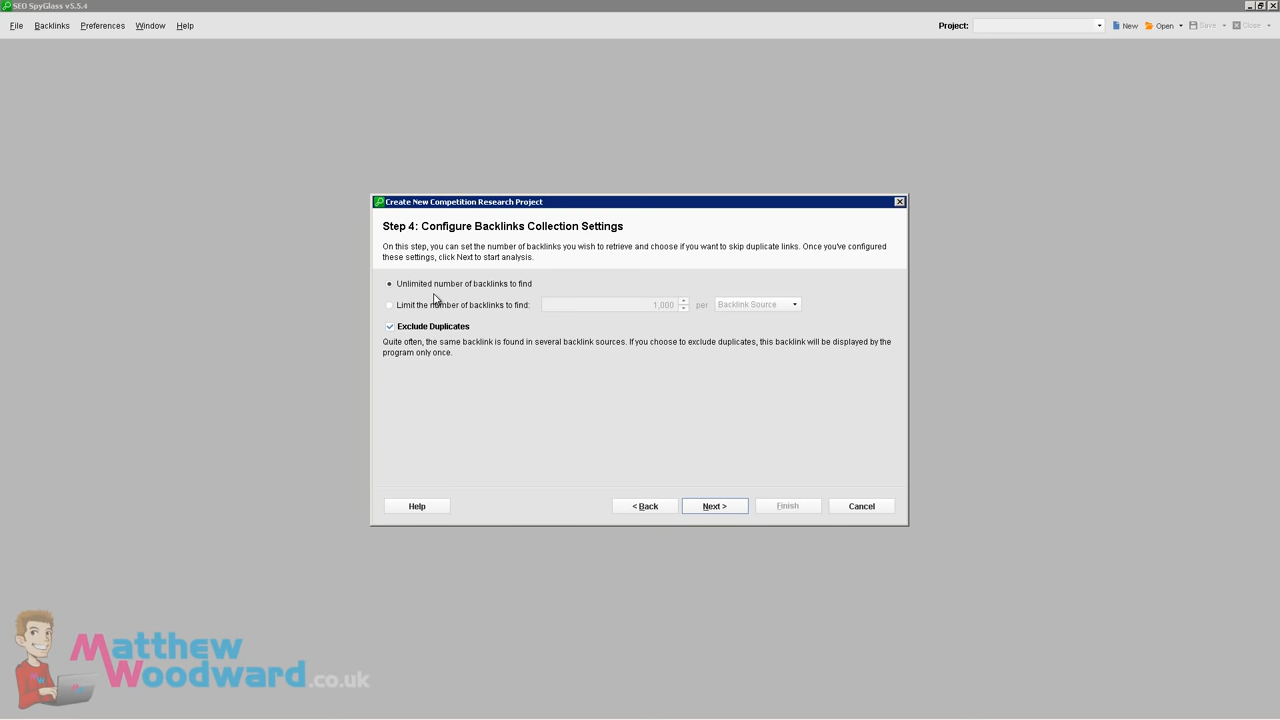 SEO SpyGlass v5.5.4
File Backlinks Preferences Window Help Project: New Open Save Close
Create New Competition Research Project
Step 4: Configure Backlinks Collection Settings
On this step, you can set the number of backlinks you wish to retrieve and choose if you want to skip duplicate links. Once you've configured
these settings, click Next to start analysis.
Unlimited number of backlinks to find
Limit the number of backlinks to find: 1,000 per Backlink Source
Exclude Duplicates
Quite often, the same backlink is found in several backlink sources. If you choose to exclude duplicates, this backlink will be displayed by the
program only once.
Help < Back Next > Finish Cancel
Matthew
Woodward.co.uk